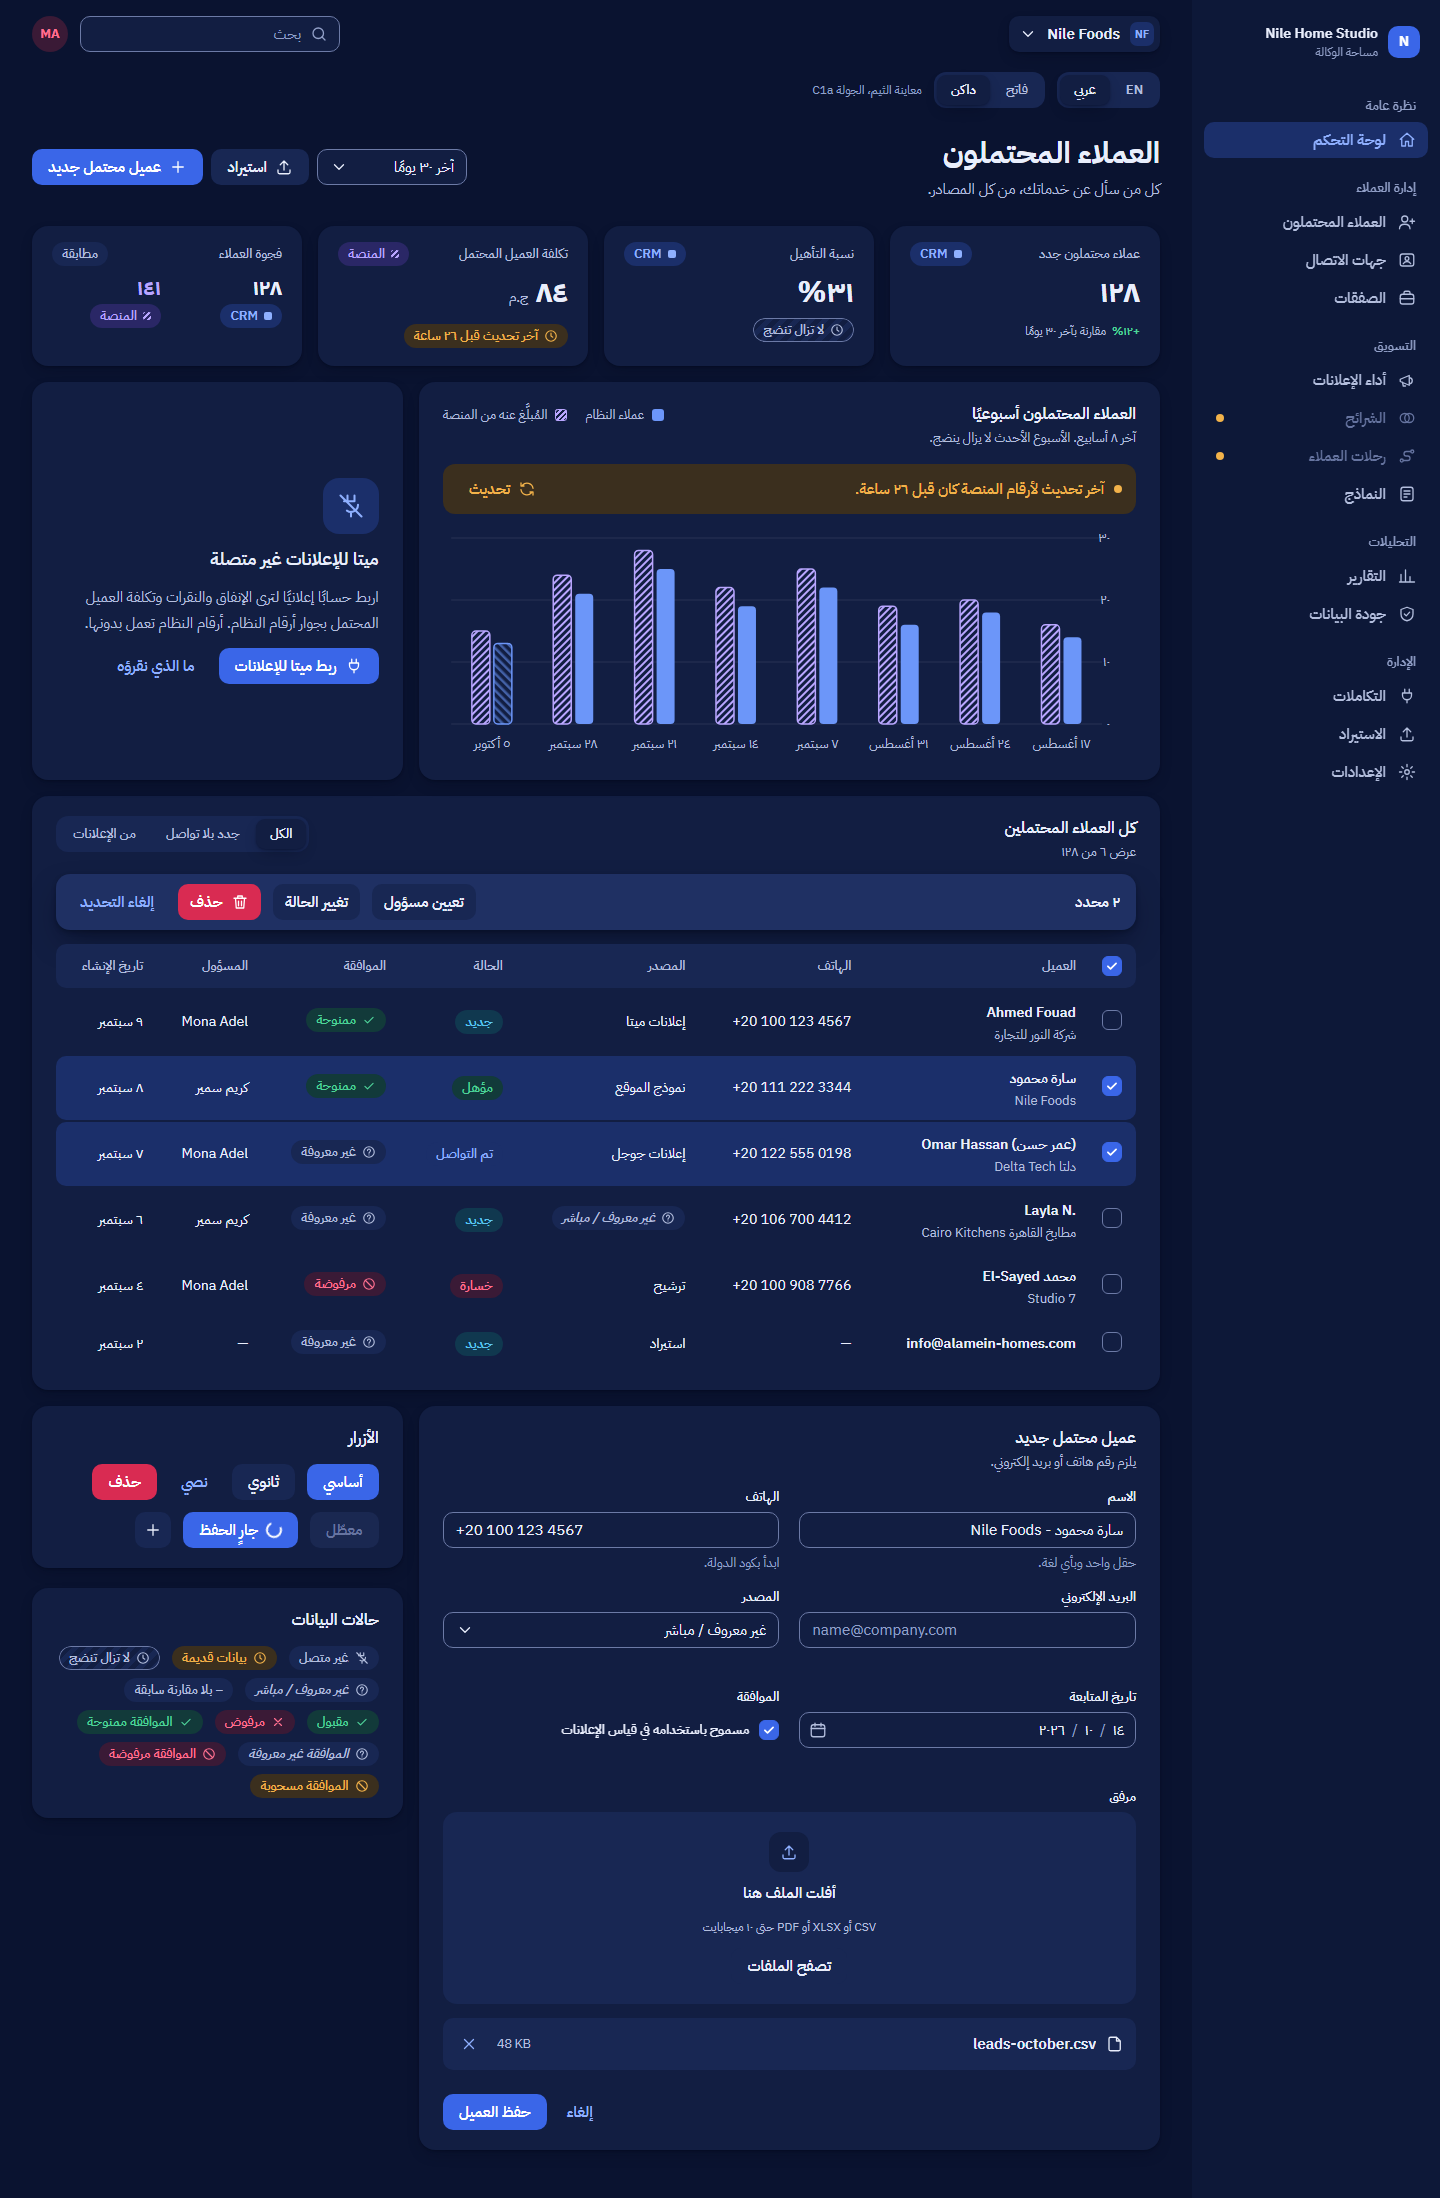 N
Nile Home Studio
مساحة الوكالة
نظرة عامة
لوحة التحكم
إدارة العملاء
العملاء المحتملون
جهات الاتصال
الصفقات
التسويق
أداء الإعلانات
الشرائح
رحلات العملاء
النماذج
التحليلات
التقارير
جودة البيانات
الإدارة
التكاملات
الاستيراد
الإعدادات
NF Nile Foods
بحث
MA
EN عربي
فاتح داكن
معاينة الثيم، الجولة C1a
العملاء المحتملون
كل من سأل عن خدماتك، من كل المصادر.
آخر ٣٠ يومًا
استيراد
عميل محتمل جديد
عملاء محتملون جدد CRM
١٢٨
+١٢% مقارنة بآخر ٣٠ يومًا
نسبة التأهيل CRM
٣١%
لا تزال تنضج
تكلفة العميل المحتمل المنصة
٨٤ ج.م
آخر تحديث قبل ٢٦ ساعة
فجوة العملاء مطابقة
١٢٨ ١٤١
CRM المنصة
العملاء المحتملون أسبوعيًا
آخر ٨ أسابيع. الأسبوع الأحدث لا يزال ينضج.
عملاء النظام المُبلَّغ عنه من المنصة
آخر تحديث لأرقام المنصة كان قبل ٢٦ ساعة.
تحديث
٣٠
٢٠
١٠
٠
١٧ أغسطس ٢٤ أغسطس ٣١ أغسطس ٧ سبتمبر ١٤ سبتمبر ٢١ سبتمبر ٢٨ سبتمبر ٥ أكتوبر
ميتا للإعلانات غير متصلة
اربط حسابًا إعلانيًا لترى الإنفاق والنقرات وتكلفة العميل
المحتمل بجوار أرقام النظام. أرقام النظام تعمل بدونها.
ربط ميتا للإعلانات ما الذي نقرؤه
كل العملاء المحتملين
عرض ٦ من ١٢٨
الكل جدد بلا تواصل من الإعلانات
٢ محدد
تعيين مسؤول تغيير الحالة حذف إلغاء التحديد
العميل الهاتف المصدر الحالة الموافقة المسؤول تاريخ الإنشاء
Ahmed Fouad +20 100 123 4567 إعلانات ميتا جديد ممنوحة Mona Adel ٩ سبتمبر
شركة النور للتجارة
سارة محمود +20 111 222 3344 نموذج الموقع مؤهل ممنوحة كريم سمير ٨ سبتمبر
Nile Foods
Omar Hassan (عمر حسن) +20 122 555 0198 إعلانات جوجل تم التواصل غير معروفة Mona Adel ٧ سبتمبر
دلتا Delta Tech
Layla N. +20 106 700 4412 غير معروف / مباشر جديد غير معروفة كريم سمير ٦ سبتمبر
مطابخ القاهرة Cairo Kitchens
محمد El-Sayed +20 100 908 7766 ترشيح خسارة مرفوضة Mona Adel ٤ سبتمبر
Studio 7
info@alamein-homes.com — استيراد جديد غير معروفة — ٢ سبتمبر
عميل محتمل جديد
يلزم رقم هاتف أو بريد إلكتروني.
الاسم الهاتف
سارة محمود - Nile Foods +20 100 123 4567
حقل واحد وبأي لغة. ابدأ بكود الدولة.
البريد الإلكتروني المصدر
name@company.com غير معروف / مباشر
تاريخ المتابعة الموافقة
١٤ / ١٠ / ٢٠٢٦ مسموح باستخدامه في قياس الإعلانات
مرفق
أفلت الملف هنا
CSV أو XLSX أو PDF حتى ١٠ ميجابايت
تصفح الملفات
leads-october.csv 48 KB
إلغاء حفظ العميل
الأزرار
أساسي ثانوي نصي حذف
معطّل جارٍ الحفظ
حالات البيانات
غير متصل بيانات قديمة لا تزال تنضج
غير معروف / مباشر – بلا مقارنة سابقة
مقبول مرفوض الموافقة ممنوحة
الموافقة غير معروفة الموافقة مرفوضة
الموافقة مسحوبة